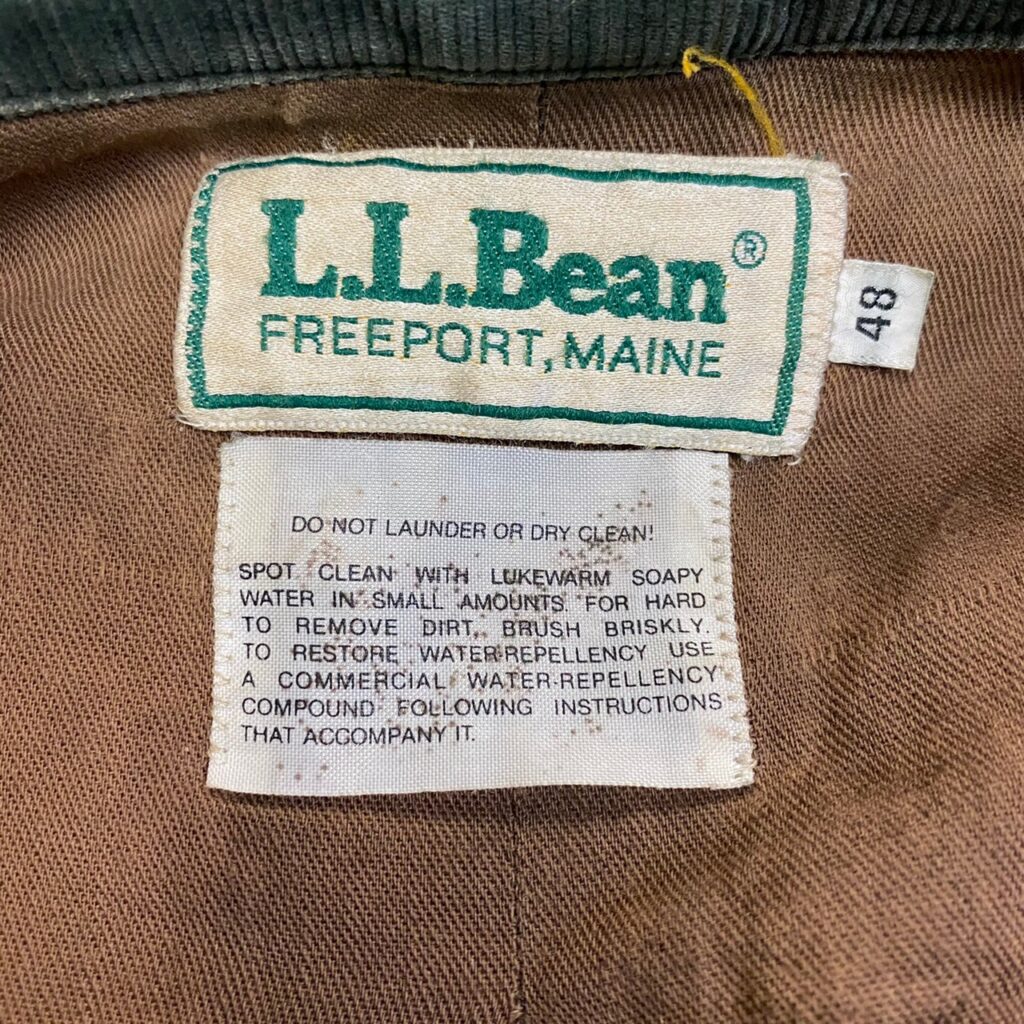 L.L.Bean®
FREEPORT, MAINE
48
DO NOT LAUNDER OR DRY CLEAN!
SPOT CLEAN WITH LUKEWARM SOAPY
WATER IN SMALL AMOUNTS. FOR HARD
TO REMOVE DIRT, BRUSH BRISKLY.
TO RESTORE WATER-REPELLENCY USE
A COMMERCIAL WATER-REPELLENCY
COMPOUND FOLLOWING INSTRUCTIONS
THAT ACCOMPANY IT.